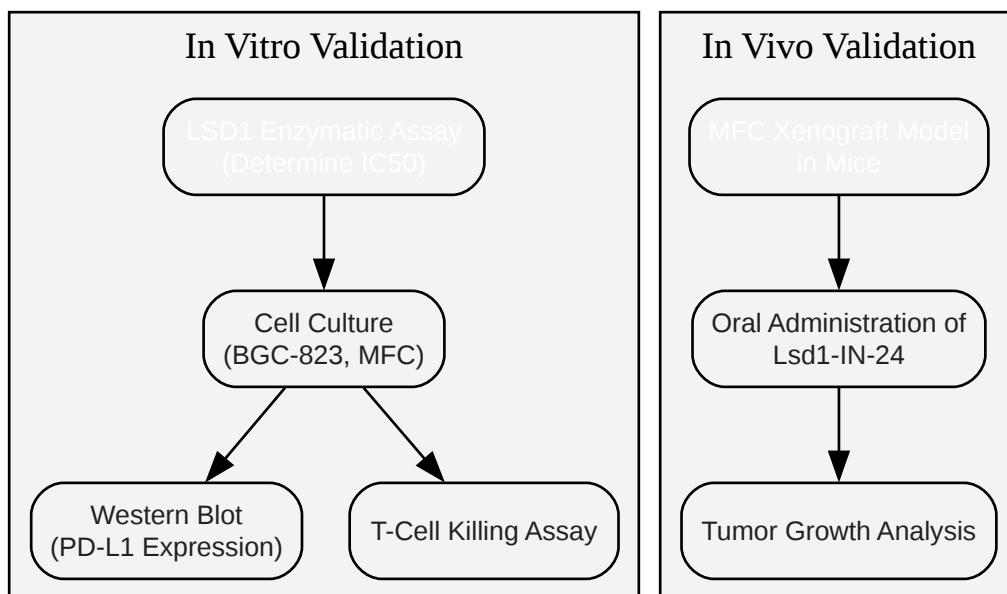 In Vitro Validation
LSD1 Enzymatic Assay
(Determine IC50)
Cell Culture
(BGC-823, MFC)
Western Blot
(PD-L1 Expression)
T-Cell Killing Assay
In Vivo Validation
MFC Xenograft Model
in Mice
Oral Administration of
Lsd1-IN-24
Tumor Growth Analysis